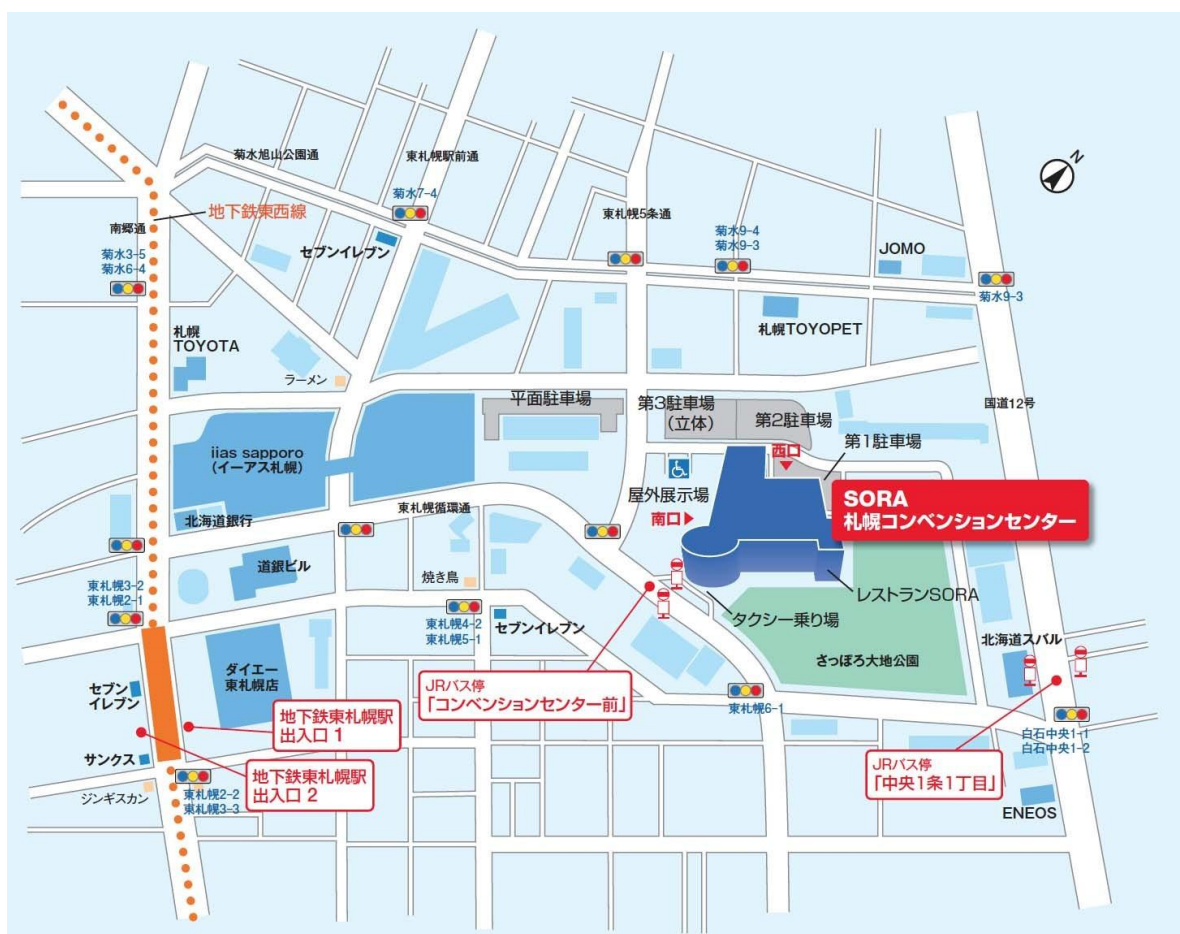 N
菊水旭山公園通
東札幌駅前通
菊水7-4
地下鉄東西線
南郷通
東札幌5条通
菊水9-4
菊水9-3
セブンイレブン
JOMO
菊水3-5
菊水6-4
菊水9-3
札幌
TOYOTA
札幌TOYOPET
ラーメン
平面駐車場
第3駐車場
(立体)
第2駐車場
国道12号
第1駐車場
西口
iias sapporo
(イーアス札幌)
屋外展示場
SORA
札幌コンベンションセンター
南口
東札幌循環通
北海道銀行
道銀ビル
焼き鳥
東札幌3-2
東札幌2-1
レストランSORA
タクシー乗り場
東札幌4-2
東札幌5-1
セブンイレブン
北海道スバル
さっぽろ大地公園
ダイエー
東札幌店
JRバス停
「コンベンションセンター前」
セブン
イレブン
東札幌6-1
地下鉄東札幌駅
出入口 1
白石中央1-1
白石中央1-2
サンクス
JRバス停
「中央1条1丁目」
地下鉄東札幌駅
出入口 2
ジンギスカン
東札幌2-2
東札幌3-3
ENEOS